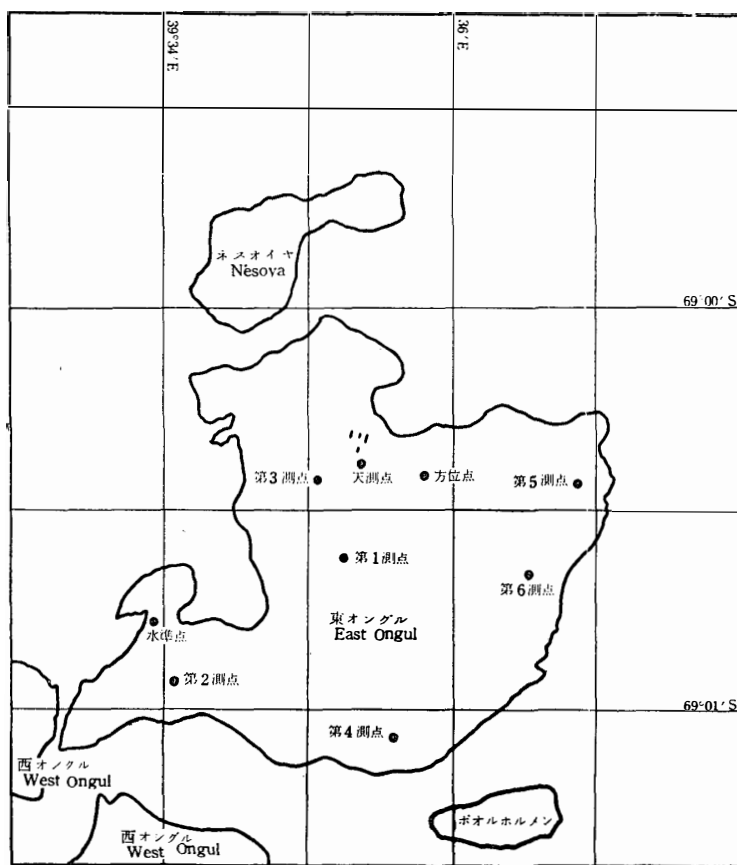 39°34′E
36′E
ネスオイヤ
Nesoya
69°00′S
第3測点
天測点
方位点
第5測点
第1測点
第6測点
東オングル
East Ongul
水準点
第2測点
69°01′S
第4測点
西オングル
West Ongul
ポオルホルメン
西オングル
West Ongul